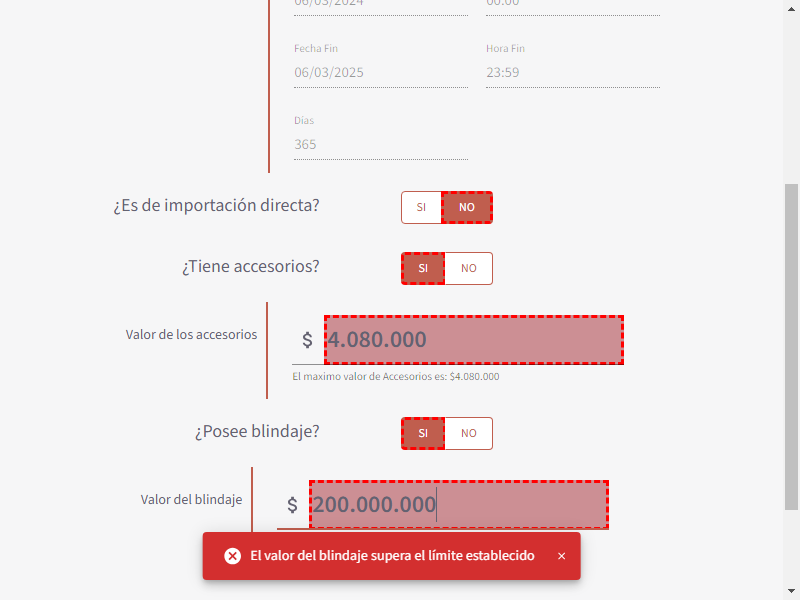 06/03/2024 00:00
Fecha Fin Hora Fin
06/03/2025 23:59
Días
365
¿Es de importación directa? SI NO
¿Tiene accesorios? SI NO
Valor de los accesorios $ 4.080.000
El maximo valor de Accesorios es: $4.080.000
¿Posee blindaje? SI NO
Valor del blindaje $ 200.000.000
El valor del blindaje supera el límite establecido ×